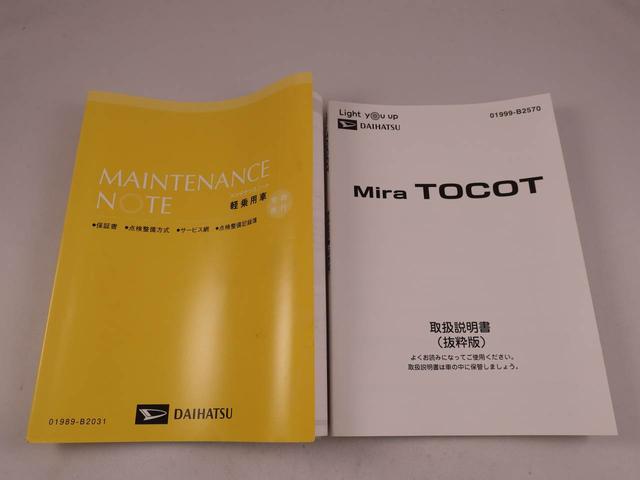 MAINTENANCE
NOTE
軽乗用車
●保証書 ●点検整備方式 ●サービス網 ●点検整備記録簿
DAIHATSU
01989-B2031
Light you up
DAIHATSU
01999-B2570
Mira TOCOT
取扱説明書
(抜粋版)
よくお読みになってご使用ください。
取扱説明書は車の中に保管しましょう。